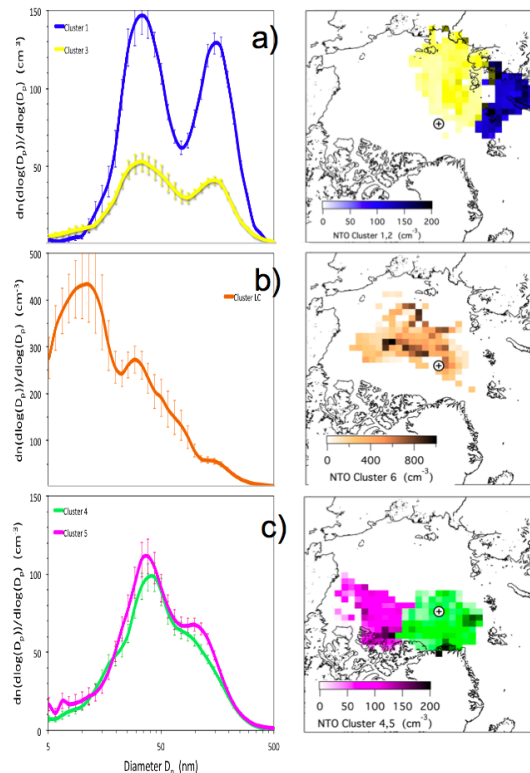 150
100
50
Cluster 1
Cluster 3
a)
dn(dlog(Dp))/dlog(Dp) (cm⁻³)
0 50 100 150 200
NTO Cluster 1,2 (cm⁻³)
500
400
300
200
100
Cluster LC
b)
dn(dlog(Dp))/dlog(Dp) (cm⁻³)
0 400 800
NTO Cluster 6 (cm⁻³)
150
100
50
0
Cluster 4
Cluster 5
c)
dn(dlog(Dp))/dlog(Dp) (cm⁻³)
5 50 500
Diameter Dp (nm)
0 50 100 150 200
NTO Cluster 4,5 (cm⁻³)